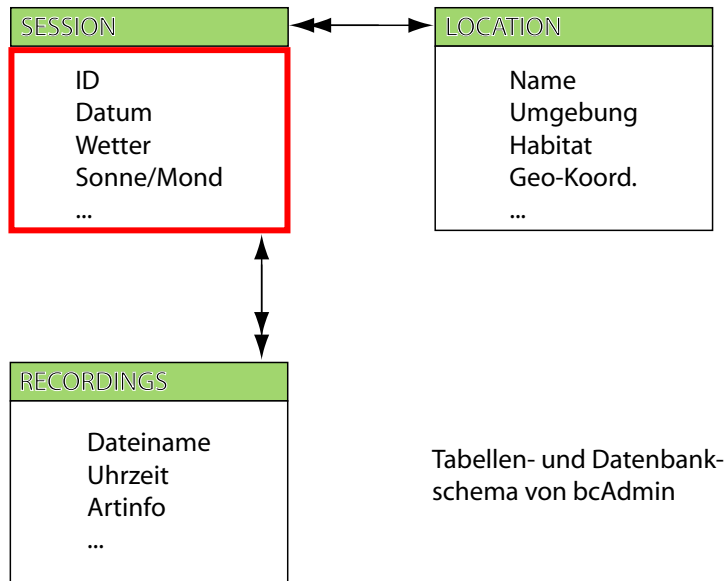 SESSION
ID
Datum
Wetter
Sonne/Mond
...
LOCATION
Name
Umgebung
Habitat
Geo-Koord.
...
RECORDINGS
Dateiname
Uhrzeit
Artinfo
...
Tabellen- und Datenbank-
schema von bcAdmin